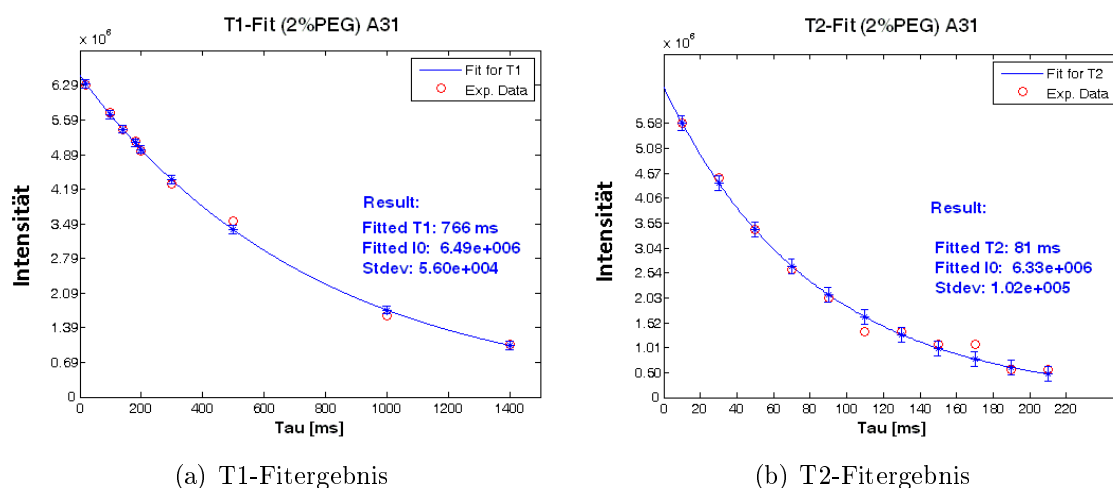 T1-Fit (2%PEG) A31
x 10⁶
Fit for T1
Exp. Data
6.29
5.59
4.89
4.19
3.49
2.79
2.09
1.39
0.69
0
Intensität
Result:
Fitted T1: 766 ms
Fitted I0: 6.49e+006
Stdev: 5.60e+004
0 200 400 600 800 1000 1200 1400
Tau [ms]
(a) T1-Fitergebnis
T2-Fit (2%PEG) A31
x 10⁶
Fit for T2
Exp. Data
5.58
5.08
4.57
4.06
3.55
3.04
2.54
2.03
1.52
1.01
0.50
0
Intensität
Result:
Fitted T2: 81 ms
Fitted I0: 6.33e+006
Stdev: 1.02e+005
0 20 40 60 80 100 120 140 160 180 200 220
Tau [ms]
(b) T2-Fitergebnis